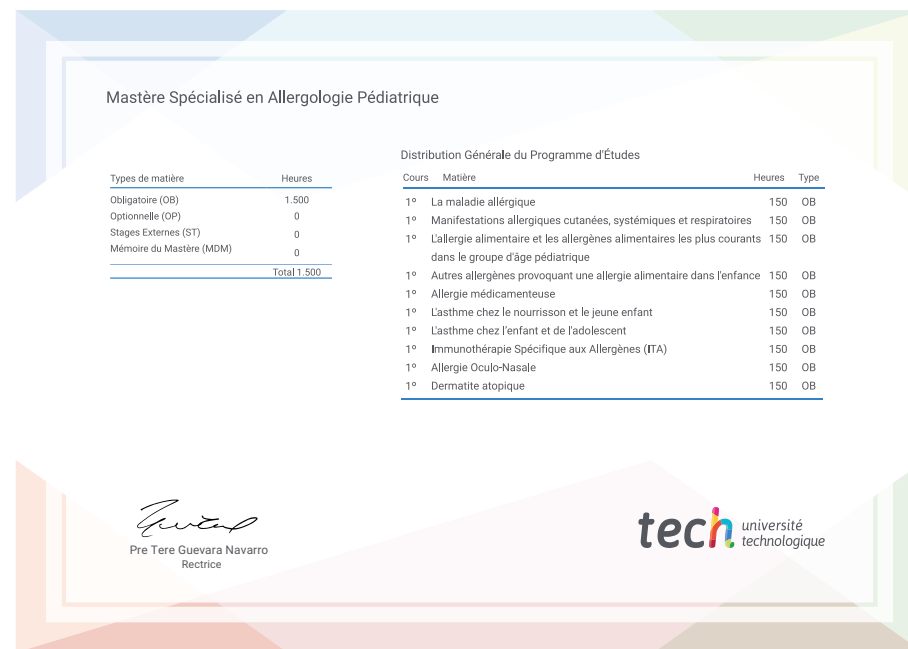 Mastère Spécialisé en Allergologie Pédiatrique
Types de matière Heures
Obligatoire (OB) 1.500
Optionnelle (OP) 0
Stages Externes (ST) 0
Mémoire du Mastère (MDM) 0
Total 1.500
Distribution Générale du Programme d'Études
Cours Matière Heures Type
1º La maladie allérgique 150 OB
1º Manifestations allergiques cutanées, systémiques et respiratoires 150 OB
1º L'allergie alimentaire et les allergènes alimentaires les plus courants 150 OB
dans le groupe d'âge pédiatrique
1º Autres allergènes provoquant une allergie alimentaire dans l'enfance 150 OB
1º Allergie médicamenteuse 150 OB
1º L'asthme chez le nourrisson et le jeune enfant 150 OB
1º L'asthme chez l'enfant et de l'adolescent 150 OB
1º Immunothérapie Spécifique aux Allergènes (ITA) 150 OB
1º Allergie Oculo-Nasale 150 OB
1º Dermatite atopique 150 OB
Pre Tere Guevara Navarro
Rectrice
tech université
technologique